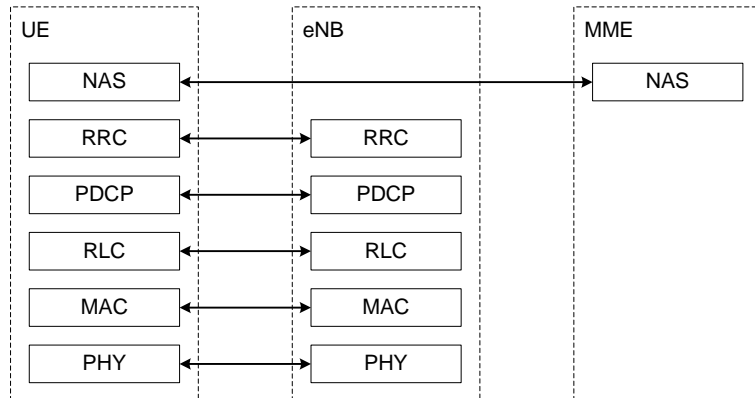 UE eNB MME
NAS NAS
RRC RRC
PDCP PDCP
RLC RLC
MAC MAC
PHY PHY